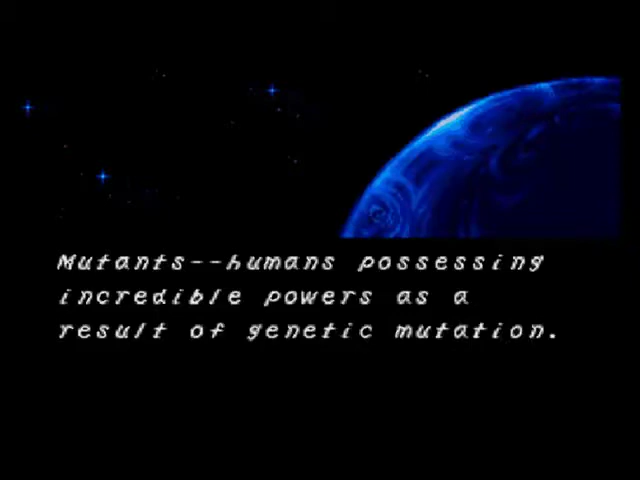 Mutants--humans possessing
incredible powers as a
result of genetic mutation.